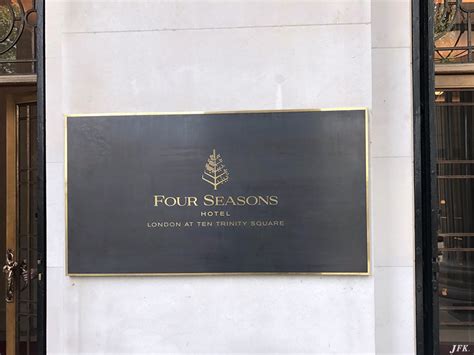 FOUR SEASONS
HOTEL
LONDON AT TEN TRINITY SQUARE
JFK.